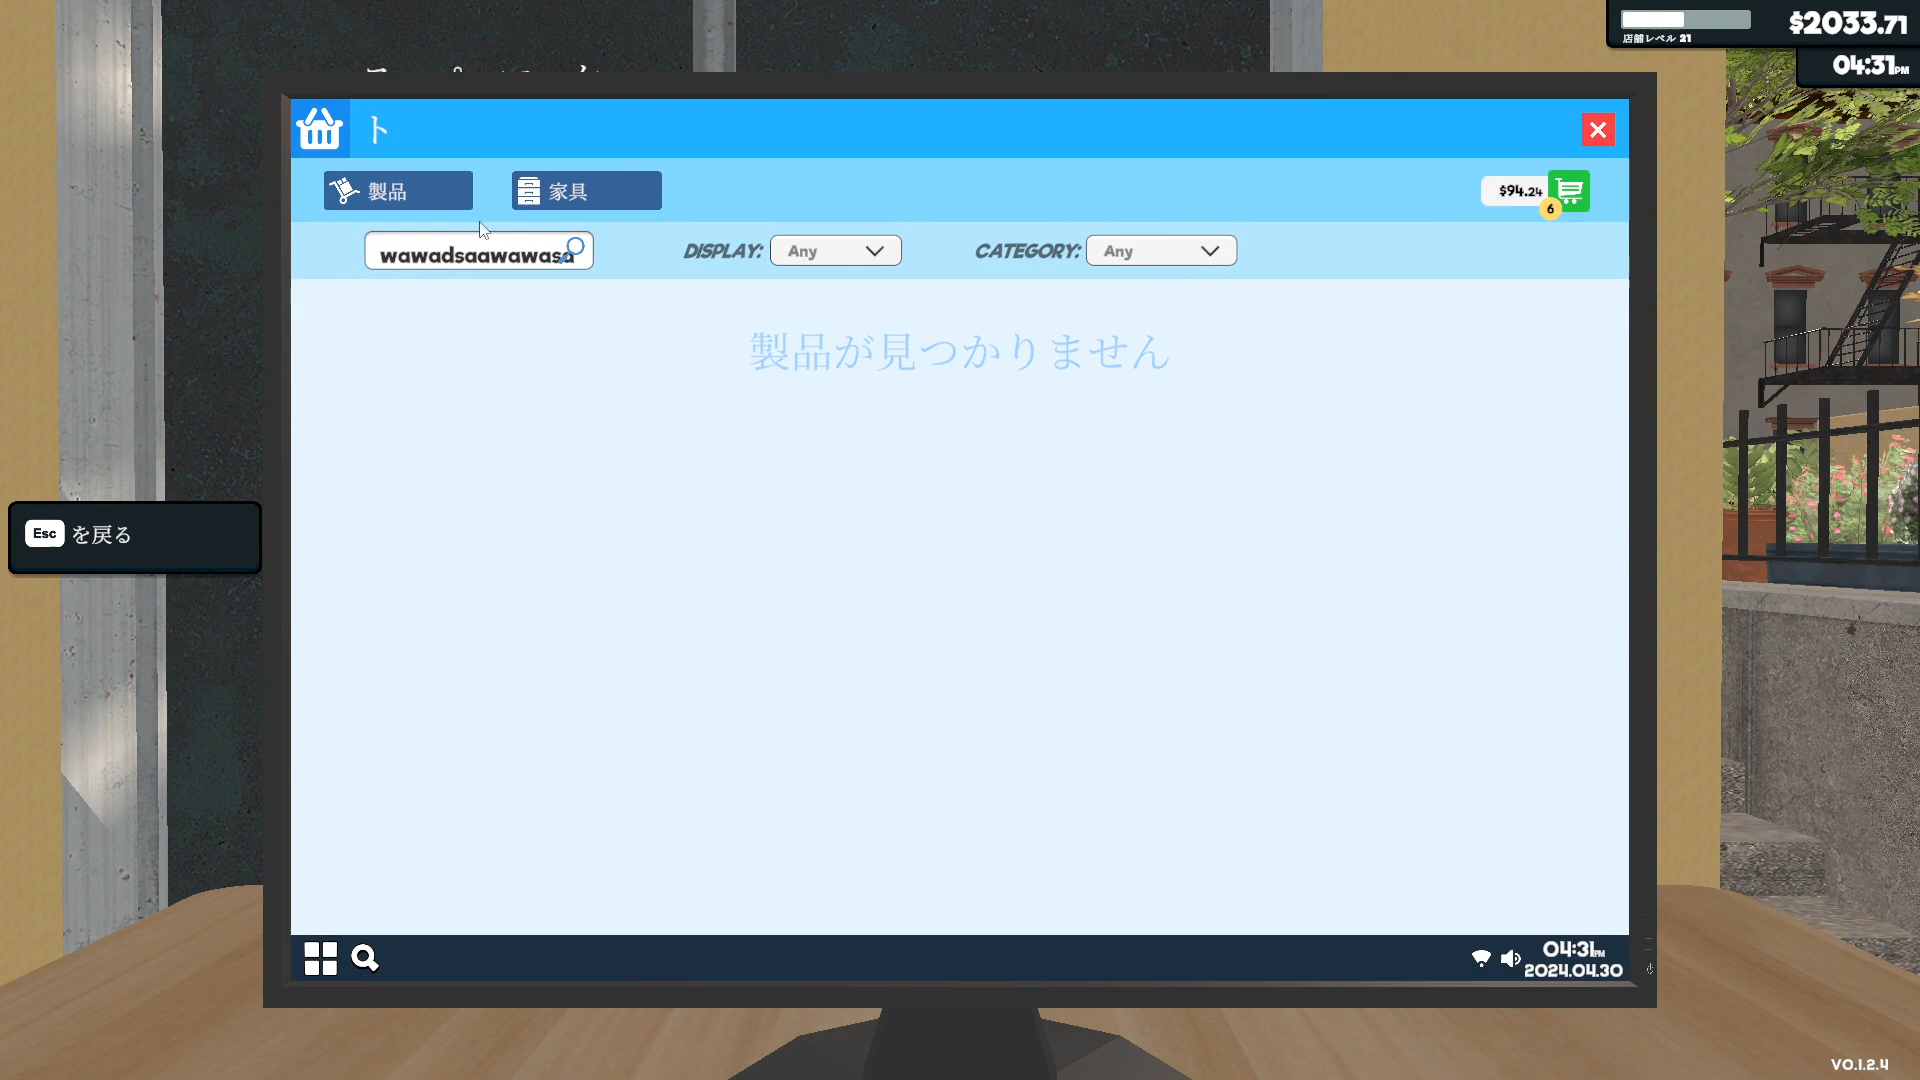 $2033.71
店舗レベル 21
04:31PM
ト
製品
家具
$94.24
6
wawadsaawawasa
DISPLAY: Any
CATEGORY: Any
製品が見つかりません
Esc を戻る
04:31PM
2024.04.30
V0.1.2.4